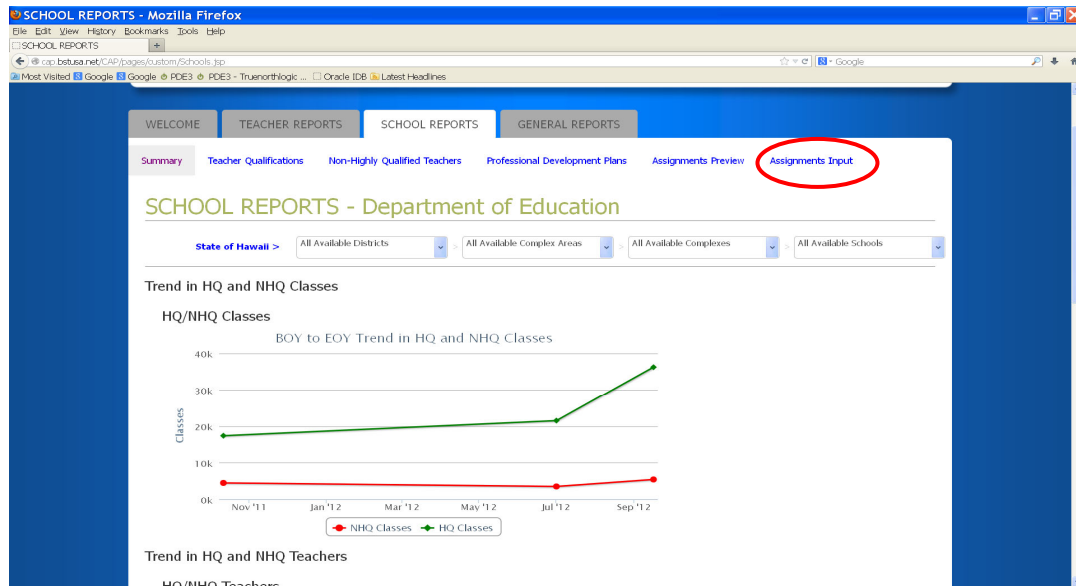 SCHOOL REPORTS - Mozilla Firefox
File Edit View History Bookmarks Tools Help
SCHOOL REPORTS +
cap.bstusa.net/CAP/pages/custom/Schools.jsp Google
Most Visited Google Google PDE3 PDE3 - Truenorthlogic ... Oracle IDB Latest Headlines
WELCOME TEACHER REPORTS SCHOOL REPORTS GENERAL REPORTS
Summary Teacher Qualifications Non-Highly Qualified Teachers Professional Development Plans Assignments Preview Assignments Input
SCHOOL REPORTS - Department of Education
State of Hawaii > All Available Districts > All Available Complex Areas > All Available Complexes > All Available Schools
Trend in HQ and NHQ Classes
HQ/NHQ Classes
BOY to EOY Trend in HQ and NHQ Classes
40k
30k
20k
10k
0k
Classes
Nov '11 Jan '12 Mar '12 May '12 Jul '12 Sep '12
NHQ Classes HQ Classes
Trend in HQ and NHQ Teachers
HQ/NHQ Teachers